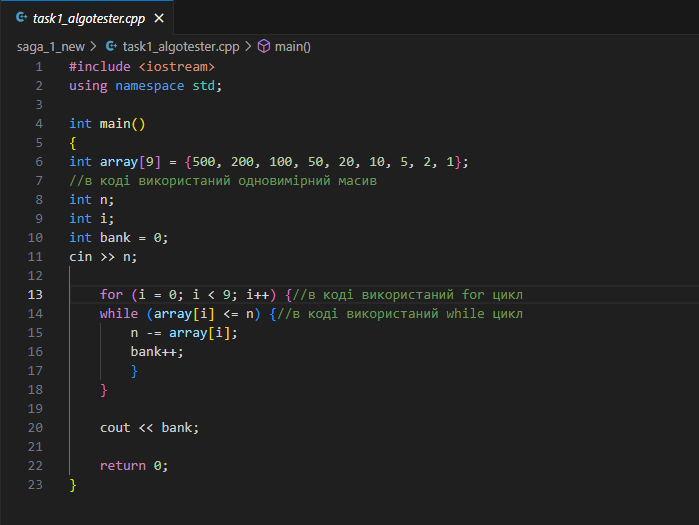 task1_algotester.cpp
saga_1_new > task1_algotester.cpp > main()
1 #include <iostream>
2 using namespace std;
3
4 int main()
5 {
6 int array[9] = {500, 200, 100, 50, 20, 10, 5, 2, 1};
7 //в коді використаний одновимірний масив
8 int n;
9 int i;
10 int bank = 0;
11 cin >> n;
12
13 for (i = 0; i < 9; i++) {//в коді використаний for цикл
14 while (array[i] <= n) {//в коді використаний while цикл
15 n -= array[i];
16 bank++;
17 }
18 }
19
20 cout << bank;
21
22 return 0;
23 }